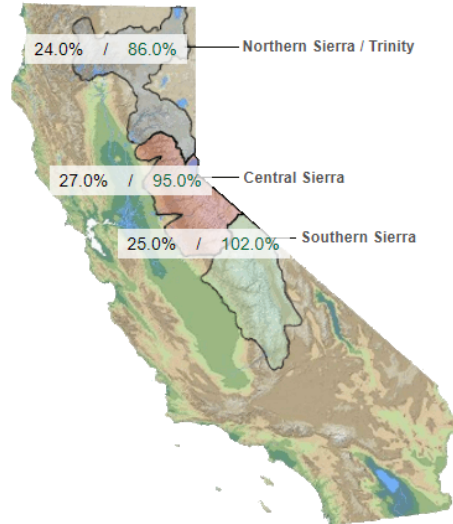 24.0% / 86.0% Northern Sierra / Trinity
27.0% / 95.0% Central Sierra
25.0% / 102.0% Southern Sierra